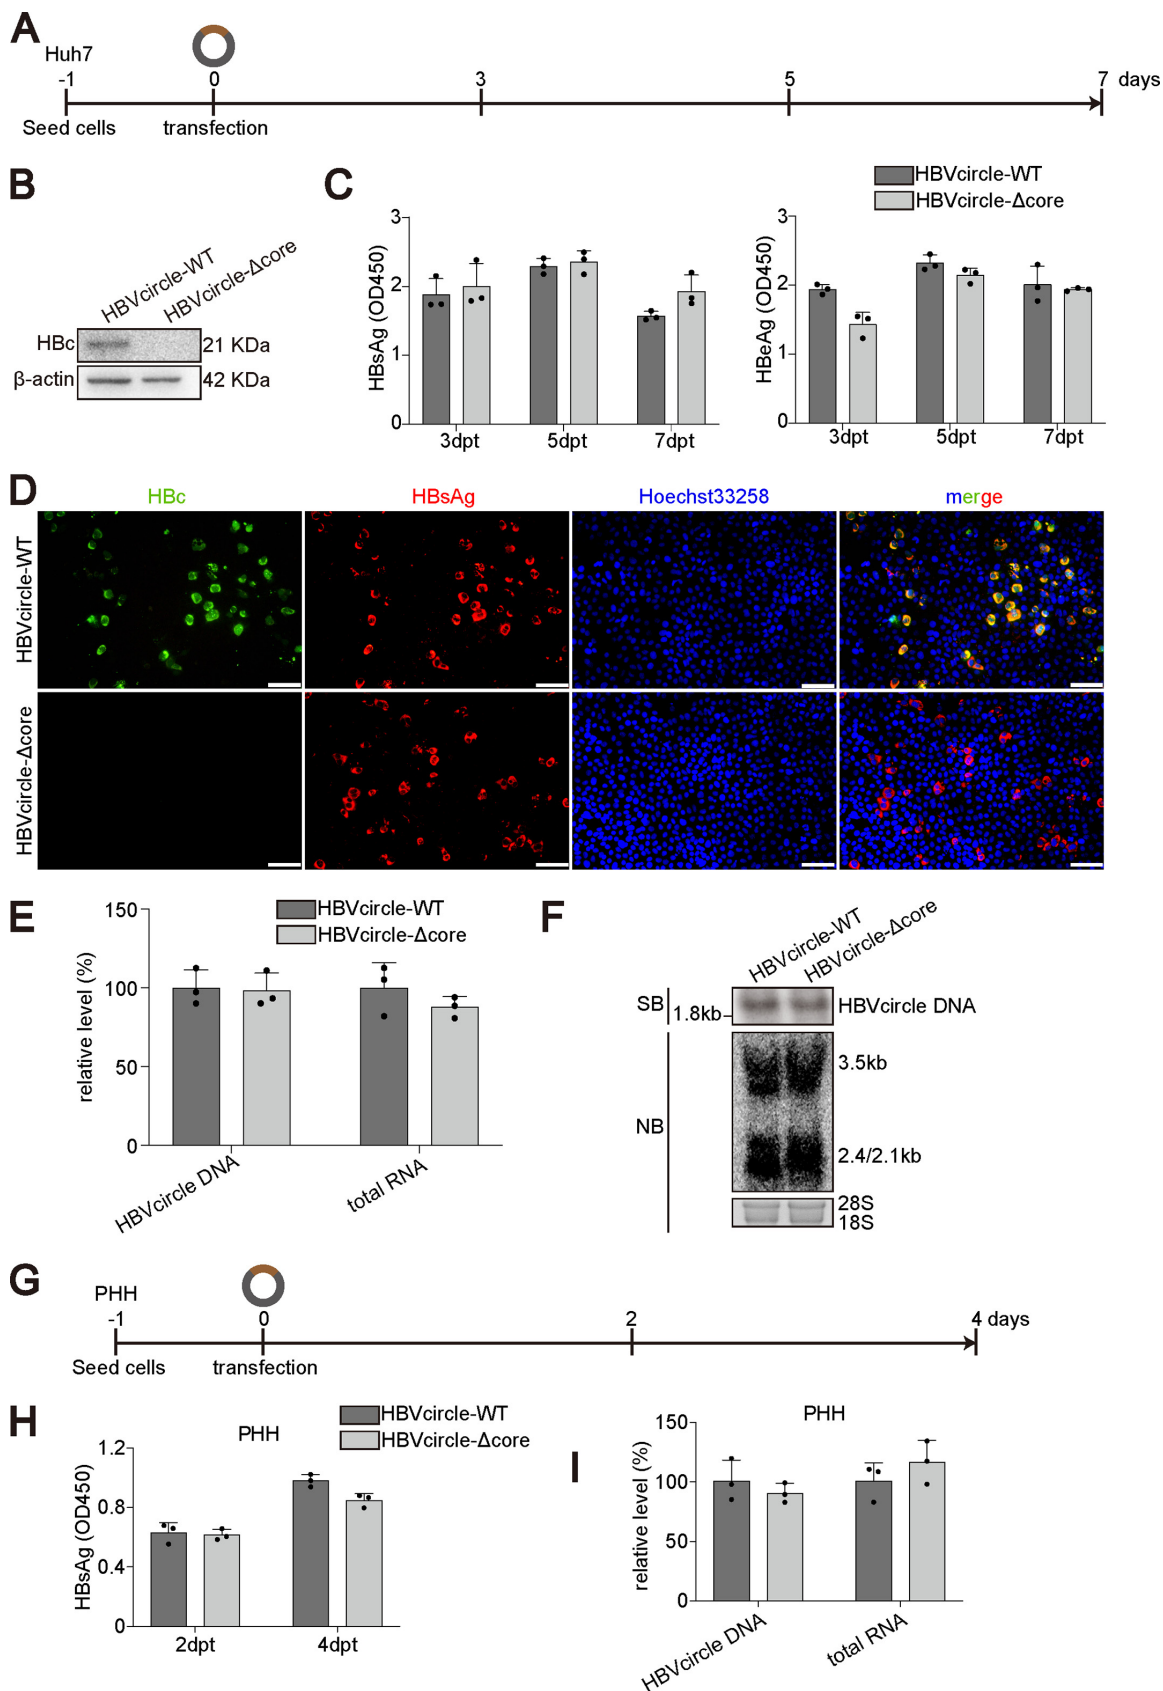 A
Huh7
-1 0 3 5 7 days
Seed cells transfection
B
HBVcircle-WT
HBVcircle-Δcore
HBc 21 KDa
β-actin 42 KDa
C
HBVcircle-WT
HBVcircle-Δcore
HBsAg (OD450)
3
2
1
0
3dpt 5dpt 7dpt
HBeAg (OD450)
3
2
1
0
3dpt 5dpt 7dpt
D
HBc HBsAg Hoechst33258 merge
HBVcircle-WT
HBVcircle-Δcore
E
HBVcircle-WT
HBVcircle-Δcore
relative level (%)
150
100
50
0
HBVcircle DNA total RNA
F
HBVcircle-WT
HBVcircle-Δcore
SB 1.8kb HBVcircle DNA
NB
3.5kb
2.4/2.1kb
28S
18S
G
PHH
-1 0 2 4 days
Seed cells transfection
H
HBVcircle-WT
HBVcircle-Δcore
PHH
HBsAg (OD450)
1.2
0.8
0.4
0
2dpt 4dpt
I
PHH
relative level (%)
150
100
50
0
HBVcircle DNA total RNA